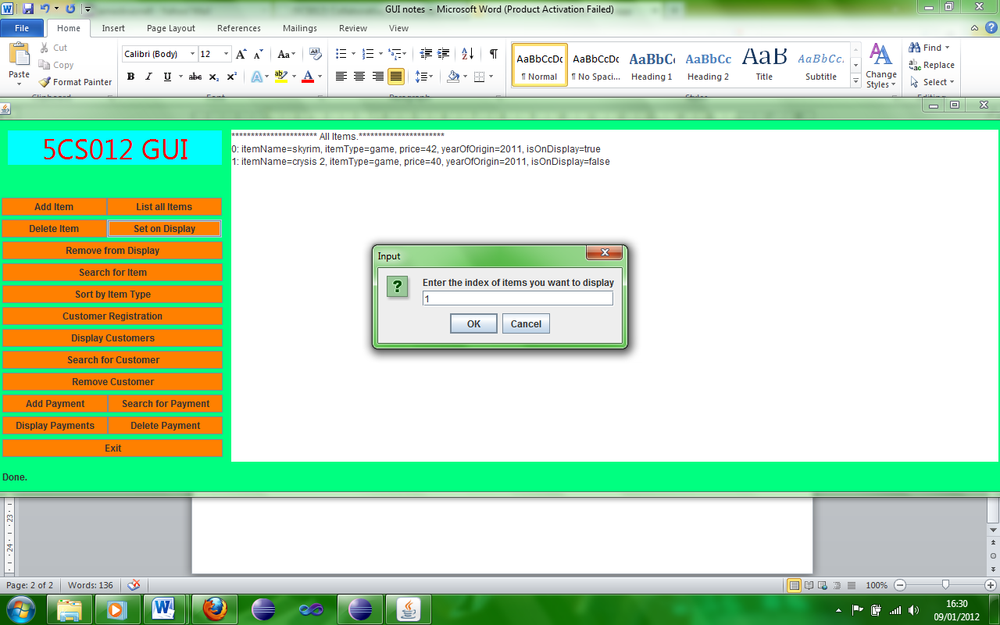 GUI notes - Microsoft Word (Product Activation Failed)
File Home Insert Page Layout References Mailings Review View
Paste
Cut
Copy
Format Painter
Calibri (Body) 12
AaBbCcDc AaBbCcDc AaBbCc AaBbCc AaB AaBbCc.
¶ Normal ¶ No Spaci... Heading 1 Heading 2 Title Subtitle
Change Styles
Find
Replace
Select
5CS012 GUI
********************** All Items.**********************
0: itemName=skyrim, itemType=game, price=42, yearOfOrigin=2011, isOnDisplay=true
1: itemName=crysis 2, itemType=game, price=40, yearOfOrigin=2011, isOnDisplay=false
Add Item List all Items
Delete Item Set on Display
Remove from Display
Search for Item
Sort by Item Type
Customer Registration
Display Customers
Search for Customer
Remove Customer
Add Payment Search for Payment
Display Payments Delete Payment
Exit
Done.
Input
Enter the index of items you want to display
1
OK Cancel
23
24
Page: 2 of 2 Words: 136 100%
16:30
09/01/2012